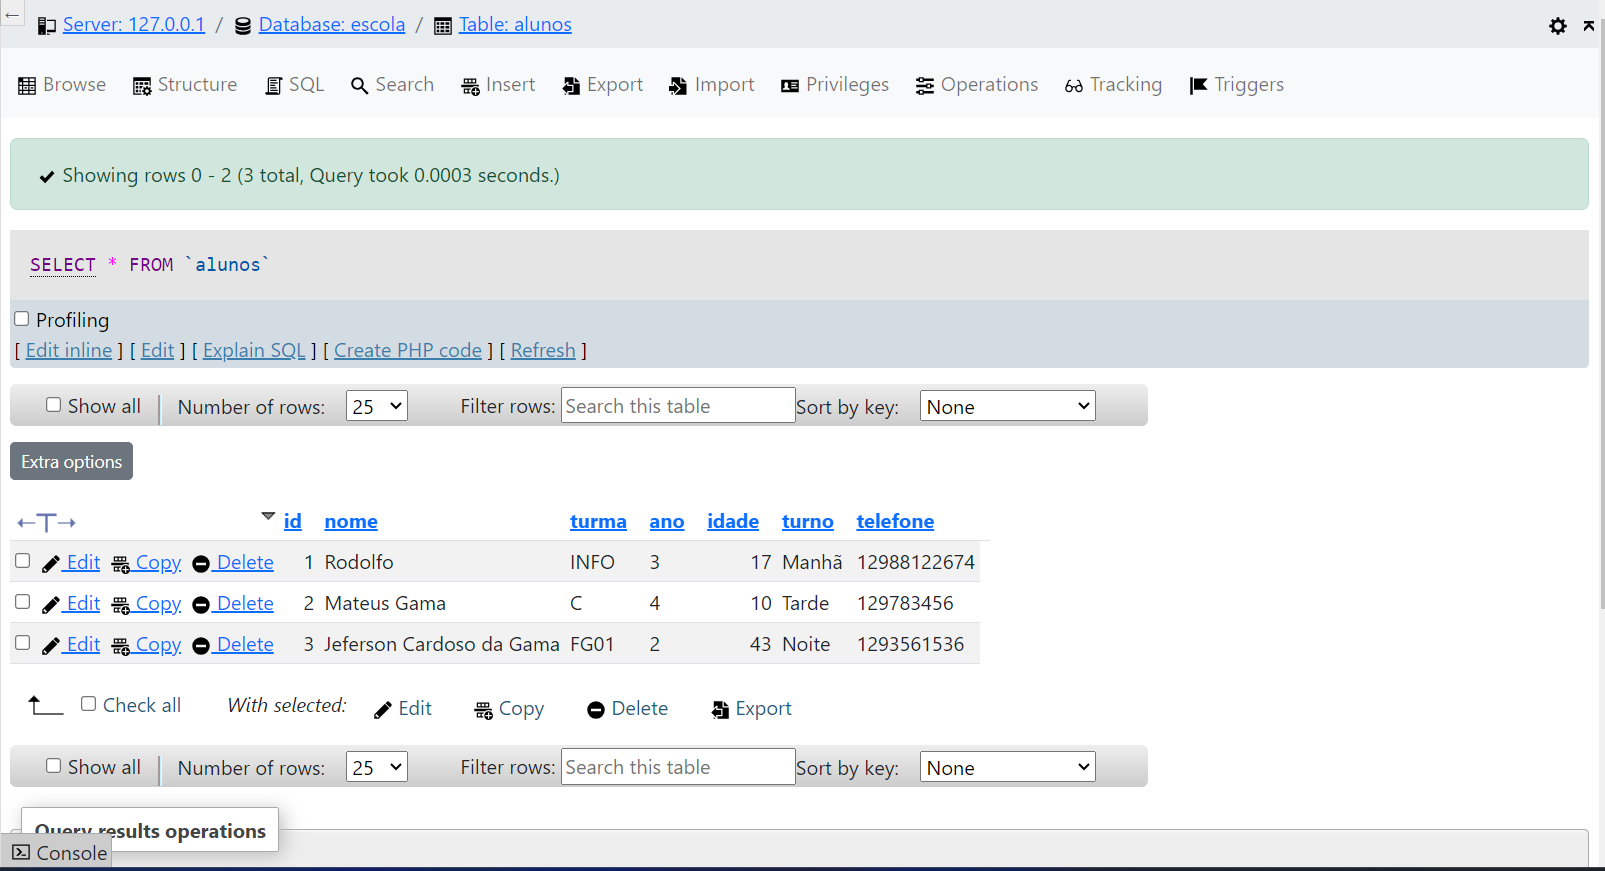 ←
Server: 127.0.0.1 / Database: escola / Table: alunos
Browse Structure SQL Search Insert Export Import Privileges Operations Tracking Triggers
Showing rows 0 - 2 (3 total, Query took 0.0003 seconds.)
SELECT * FROM `alunos`
Profiling
[ Edit inline ] [ Edit ] [ Explain SQL ] [ Create PHP code ] [ Refresh ]
Show all Number of rows: 25 Filter rows: Search this table Sort by key: None
Extra options
←T→ id nome turma ano idade turno telefone
Edit Copy Delete 1 Rodolfo INFO 3 17 Manhã 12988122674
Edit Copy Delete 2 Mateus Gama C 4 10 Tarde 129783456
Edit Copy Delete 3 Jeferson Cardoso da Gama FG01 2 43 Noite 1293561536
Check all With selected: Edit Copy Delete Export
Show all Number of rows: 25 Filter rows: Search this table Sort by key: None
Query results operations
Console